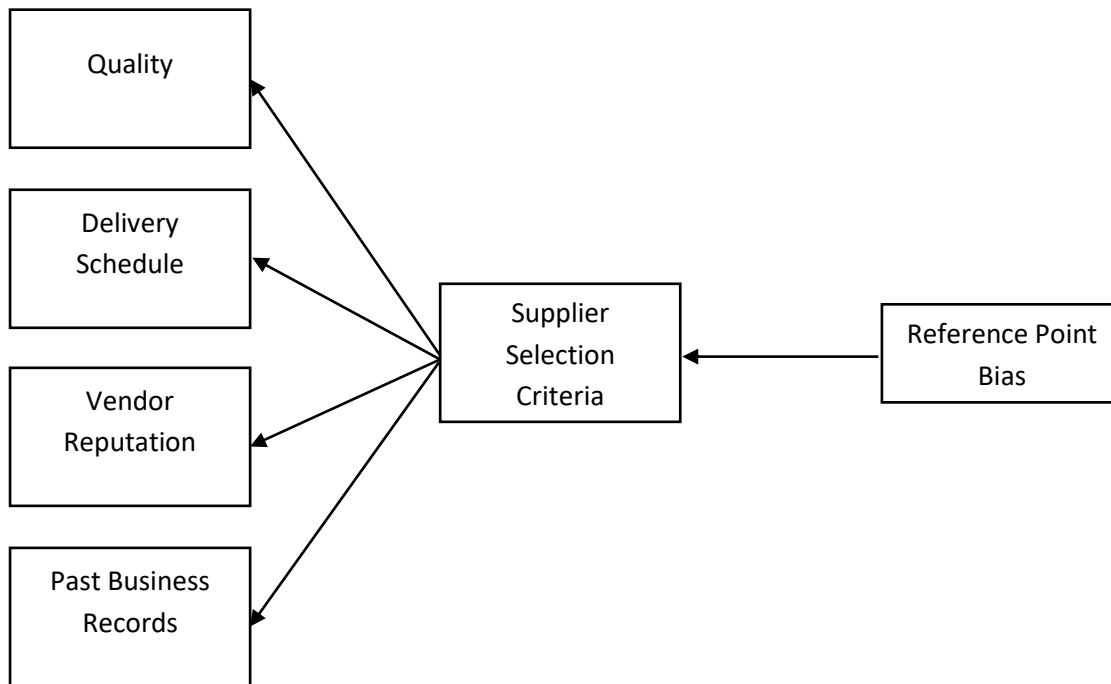 Quality
Delivery
Schedule
Vendor
Reputation
Past Business
Records
Supplier
Selection
Criteria
Reference Point
Bias